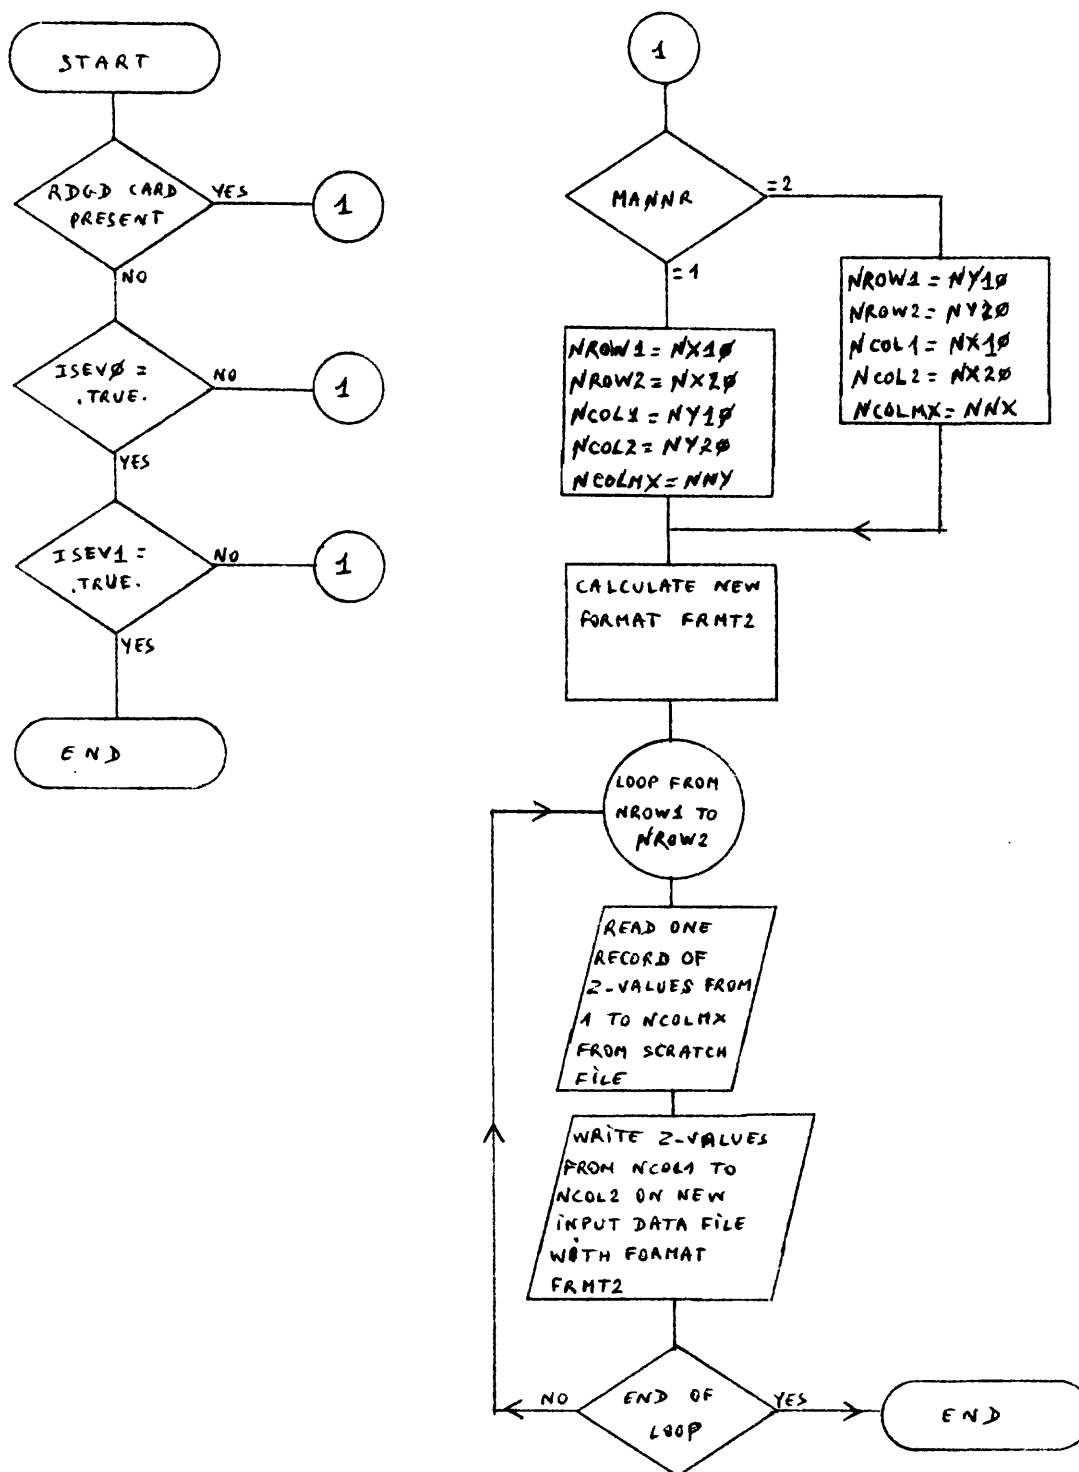 START
RDGD CARD
PRESENT
YES
1
NO
ISEVØ =
.TRUE.
NO
1
YES
ISEV1 =
.TRUE.
NO
1
YES
END
1
MANNR
=2
=1
NROW1 = NX1Ø
NROW2 = NX2Ø
NCOL1 = NY1Ø
NCOL2 = NY2Ø
NCOLMX = NNY
NROW1 = NY1Ø
NROW2 = NY2Ø
NCOL1 = NX1Ø
NCOL2 = NX2Ø
NCOLMX = NNX
CALCULATE NEW
FORMAT FRMT2
LOOP FROM
NROW1 TO
NROW2
READ ONE
RECORD OF
Z-VALUES FROM
1 TO NCOLMX
FROM SCRATCH
FILE
WRITE Z-VALUES
FROM NCOL1 TO
NCOL2 ON NEW
INPUT DATA FILE
WITH FORMAT
FRMT2
NO
END OF
LOOP
YES
END